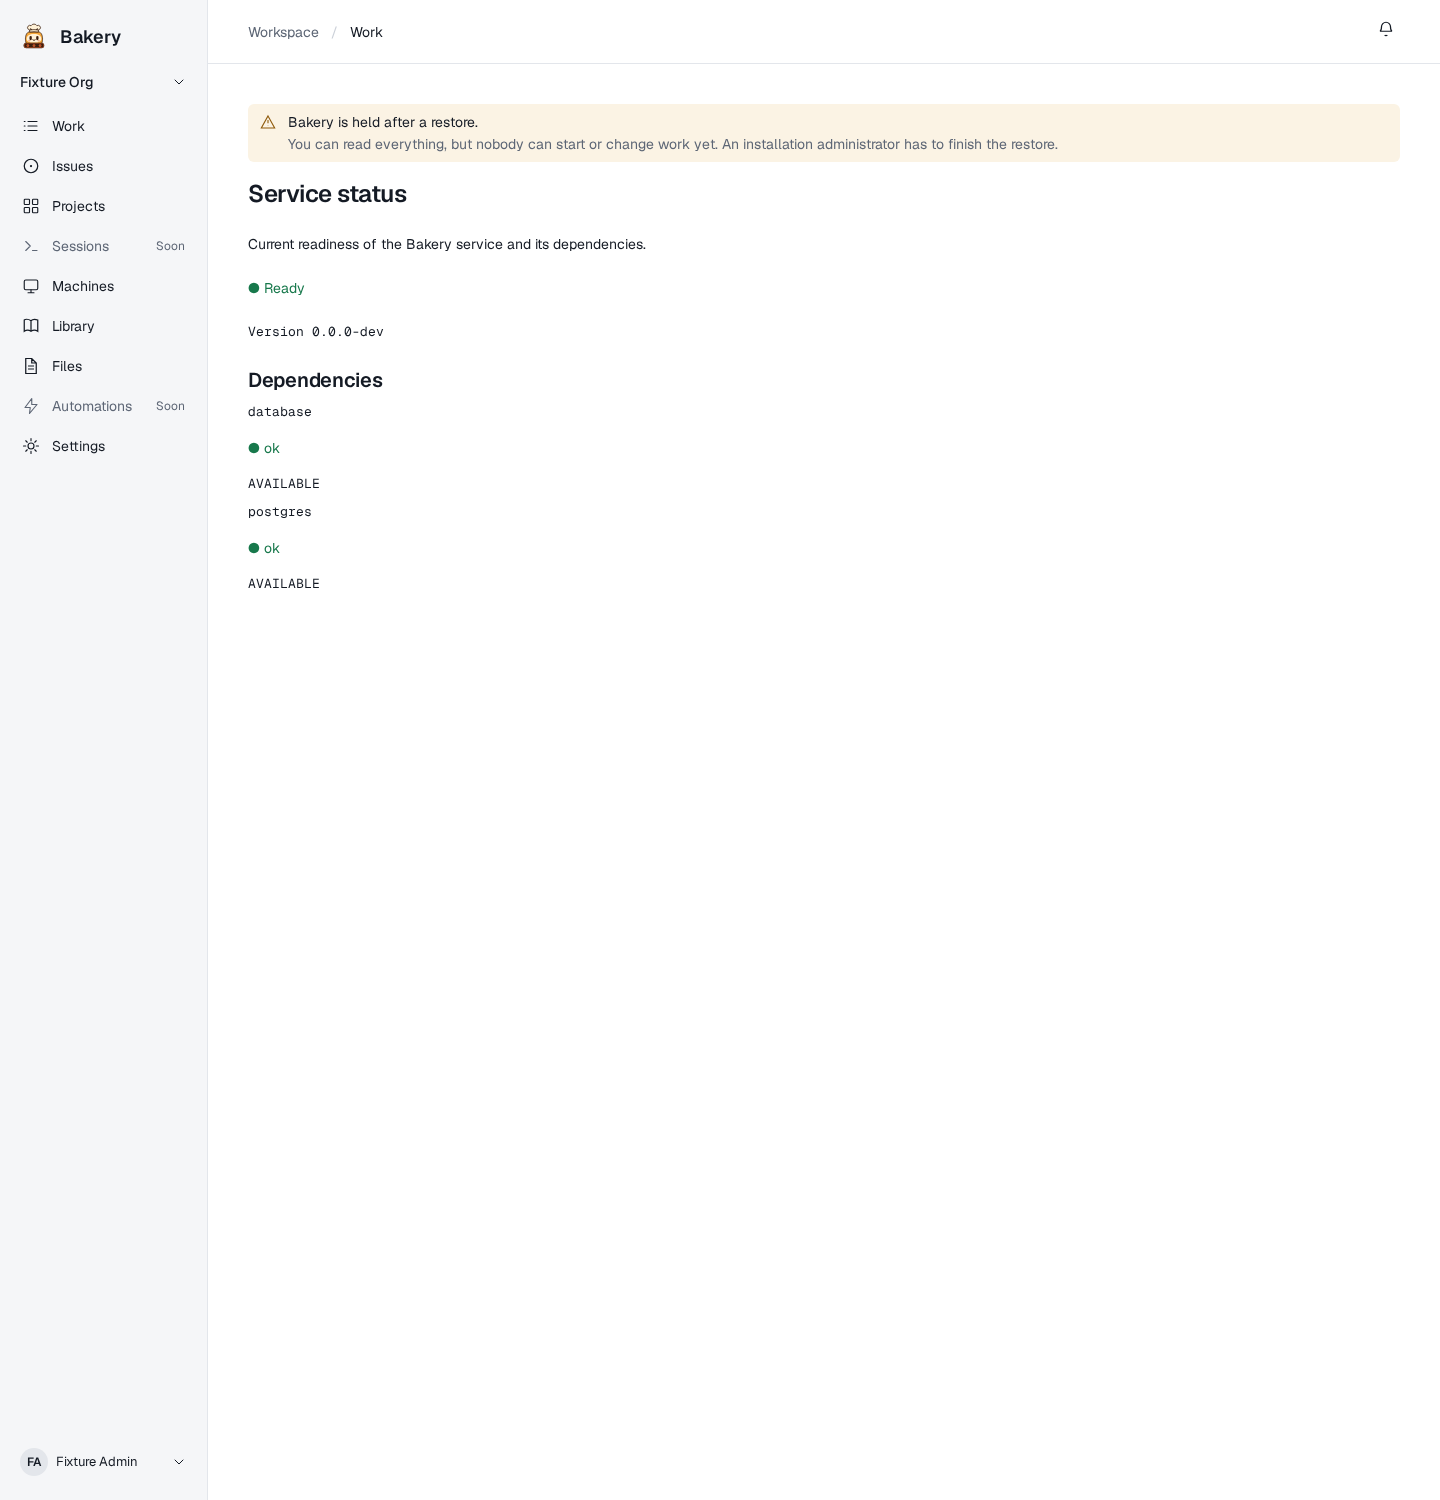 Bakery
Fixture Org
Work
Issues
Projects
Sessions Soon
Machines
Library
Files
Automations Soon
Settings
FA Fixture Admin
Workspace / Work
Bakery is held after a restore.
You can read everything, but nobody can start or change work yet. An installation administrator has to finish the restore.
Service status
Current readiness of the Bakery service and its dependencies.
Ready
Version 0.0.0-dev
Dependencies
database
ok
AVAILABLE
postgres
ok
AVAILABLE